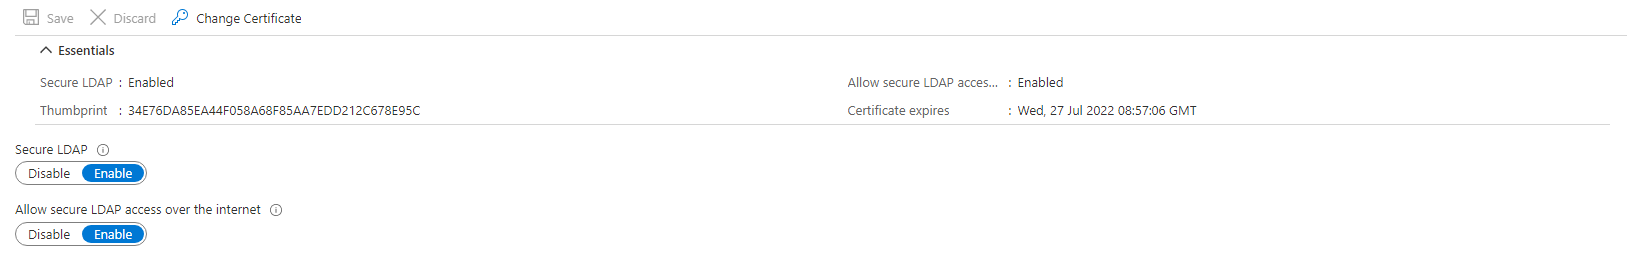 Save Discard Change Certificate
Essentials
Secure LDAP : Enabled Allow secure LDAP acces... : Enabled
Thumbprint : 34E76DA85EA44F058A68F85AA7EDD212C678E95C Certificate expires : Wed, 27 Jul 2022 08:57:06 GMT
Secure LDAP
Disable Enable
Allow secure LDAP access over the internet
Disable Enable